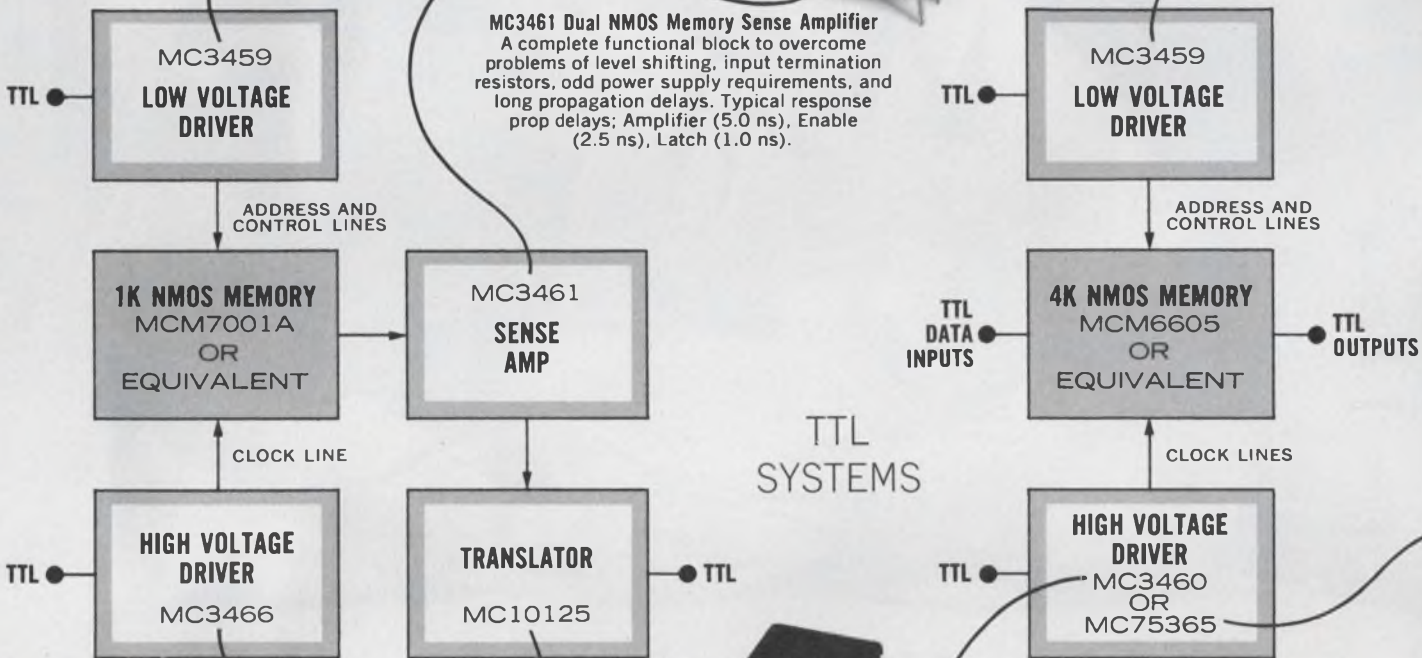 MC3461 Dual NMOS Memory Sense Amplifier
A complete functional block to overcome
problems of level shifting, input termination
resistors, odd power supply requirements, and
long propagation delays. Typical response
prop delays; Amplifier (5.0 ns), Enable
(2.5 ns), Latch (1.0 ns).
TTL
MC3459
LOW VOLTAGE
DRIVER
ADDRESS AND
CONTROL LINES
1K NMOS MEMORY
MCM7001A
OR
EQUIVALENT
MC3461
SENSE
AMP
CLOCK LINE
TTL
HIGH VOLTAGE
DRIVER
MC3466
TRANSLATOR
MC10125
TTL
TTL
SYSTEMS
TTL
MC3459
LOW VOLTAGE
DRIVER
ADDRESS AND
CONTROL LINES
TTL
DATA
INPUTS
4K NMOS MEMORY
MCM6605
OR
EQUIVALENT
TTL
OUTPUTS
CLOCK LINES
TTL
HIGH VOLTAGE
DRIVER
MC3460
OR
MC75365